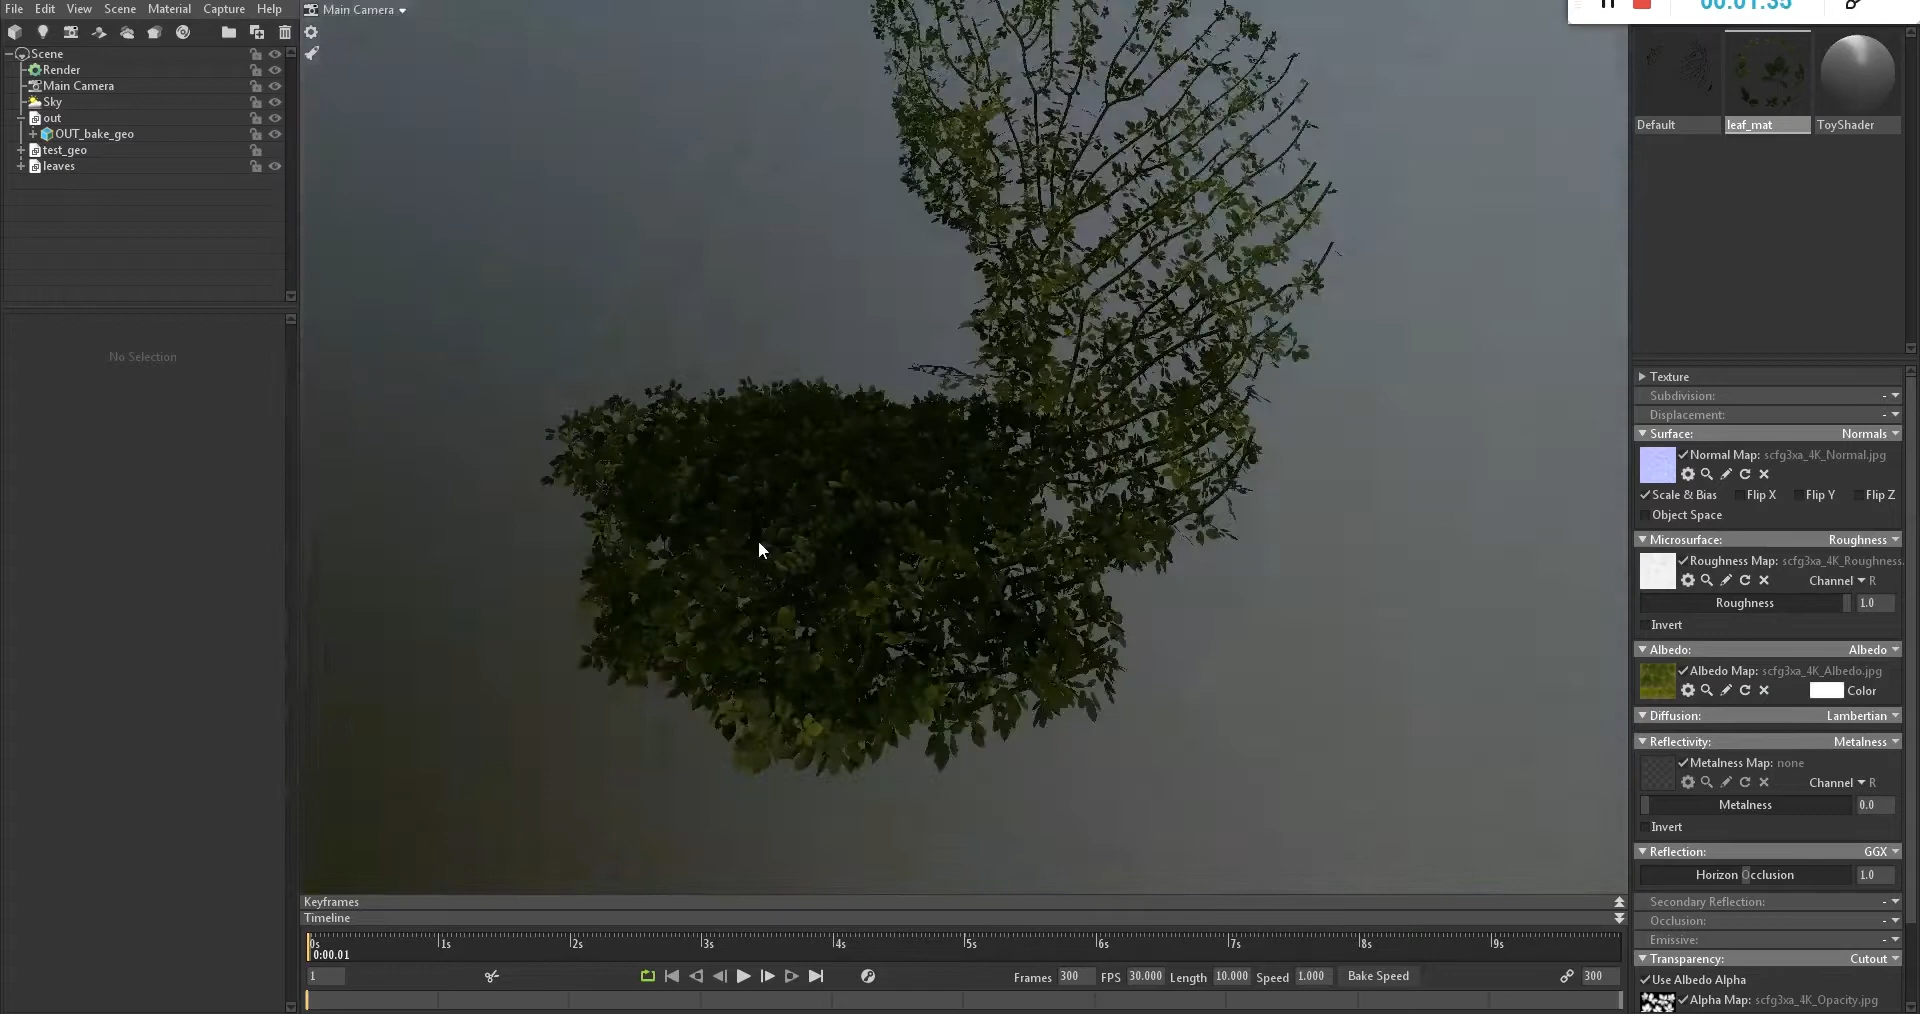 File Edit View Scene Material Capture Help
Main Camera
00:01:35
Scene
Render
Main Camera
Sky
out
OUT_bake_geo
test_geo
leaves
No Selection
Default leaf_mat ToyShader
Texture
Subdivision: -
Displacement: -
Surface: Normals
Normal Map: scfg3xa_4K_Normal.jpg
Scale & Bias Flip X Flip Y Flip Z
Object Space
Microsurface: Roughness
Roughness Map: scfg3xa_4K_Roughness.
Channel R
Roughness 1.0
Invert
Albedo: Albedo
Albedo Map: scfg3xa_4K_Albedo.jpg
Color
Diffusion: Lambertian
Reflectivity: Metalness
Metalness Map: none
Channel R
Metalness 0.0
Invert
Reflection: GGX
Horizon Occlusion 1.0
Secondary Reflection: -
Occlusion: -
Emissive: -
Transparency: Cutout
Use Albedo Alpha
Alpha Map: scfg3xa_4K_Opacity.jpg
Keyframes
Timeline
0s 1s 2s 3s 4s 5s 6s 7s 8s 9s
0:00.01
1 Frames 300 FPS 30.000 Length 10.000 Speed 1.000 Bake Speed 300